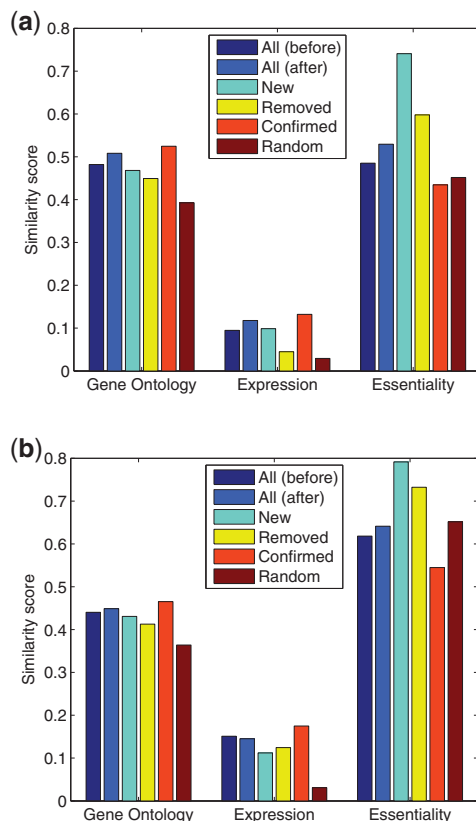 (a)
0.8
0.7
0.6
0.5
0.4
0.3
0.2
0.1
0
Similarity score
All (before)
All (after)
New
Removed
Confirmed
Random
Gene Ontology Expression Essentiality
(b)
0.8
0.7
0.6
0.5
0.4
0.3
0.2
0.1
0
Similarity score
All (before)
All (after)
New
Removed
Confirmed
Random
Gene Ontology Expression Essentiality